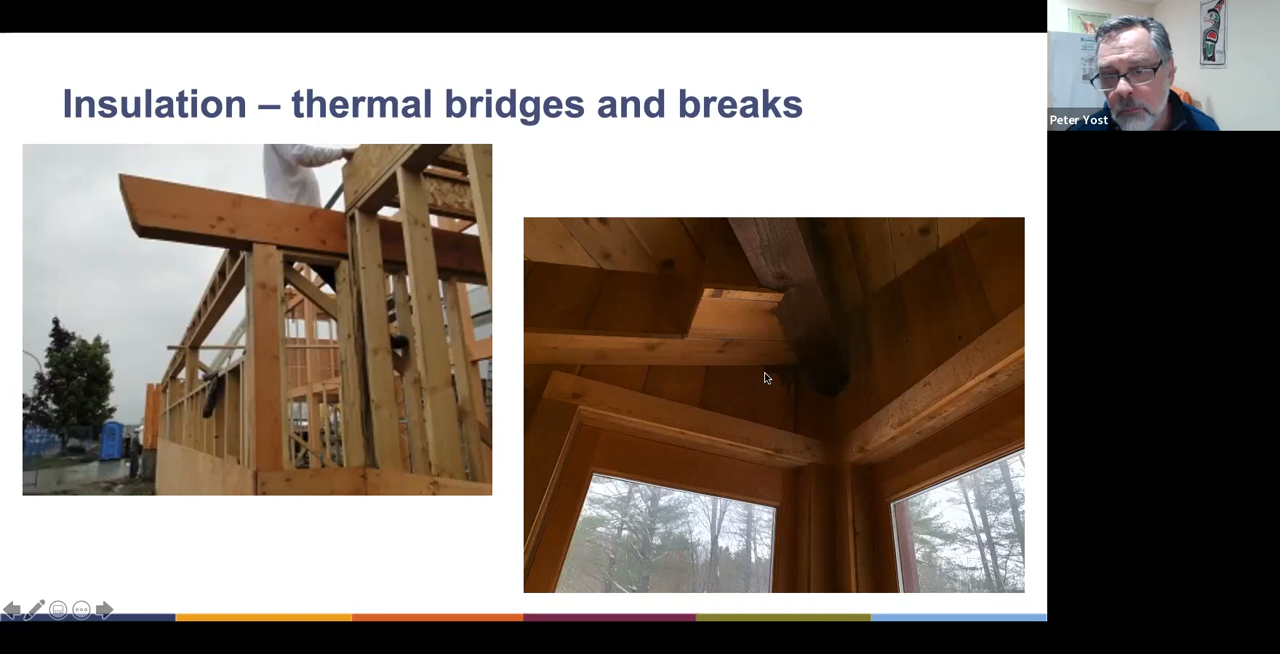 Insulation – thermal bridges and breaks
Peter Yost